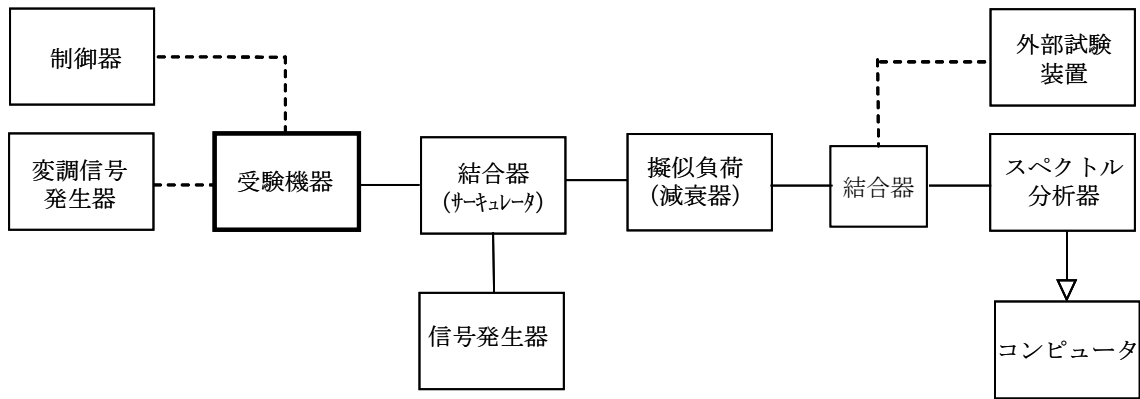 制御器
外部試験
装置
変調信号
発生器
受験機器
結合器
(ｻｰｷｭﾚｰﾀ)
擬似負荷
(減衰器)
結合器
スペクトル
分析器
信号発生器
コンピュータ